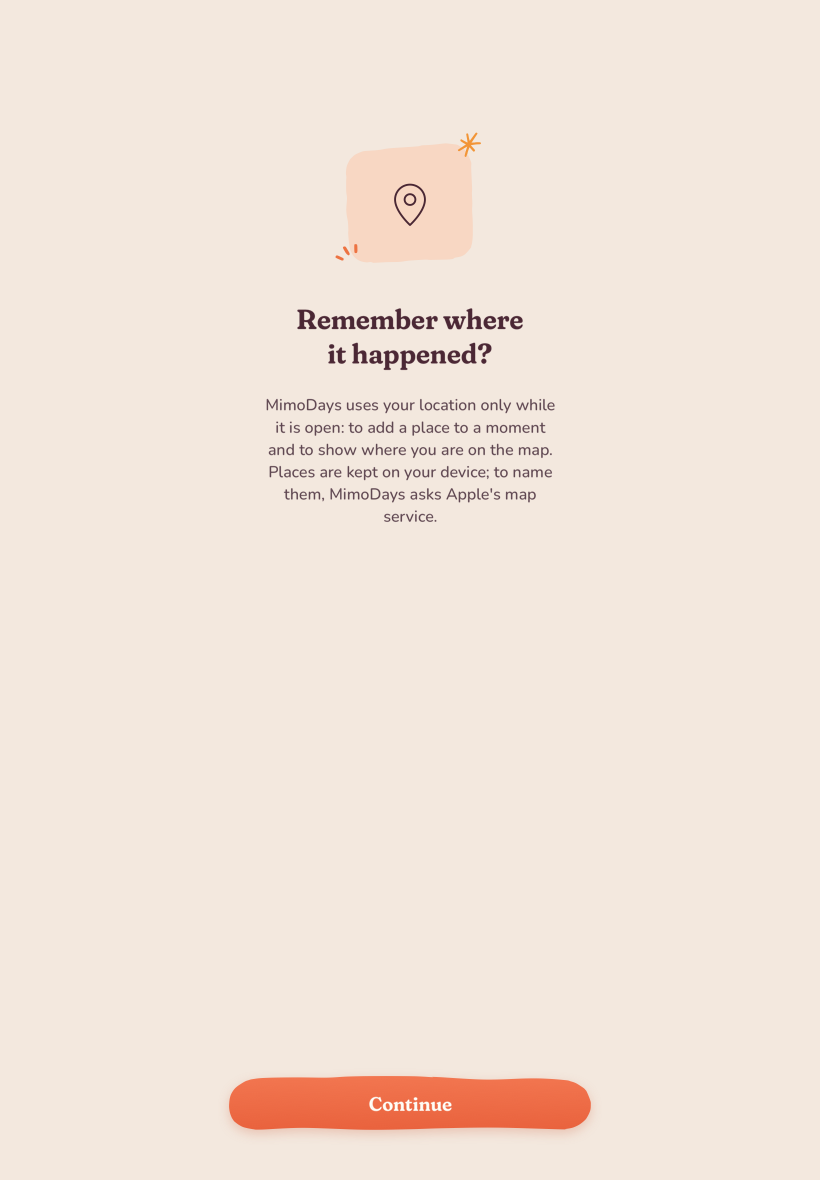 Remember where
it happened?
MimoDays uses your location only while
it is open: to add a place to a moment
and to show where you are on the map.
Places are kept on your device; to name
them, MimoDays asks Apple's map
service.
Continue